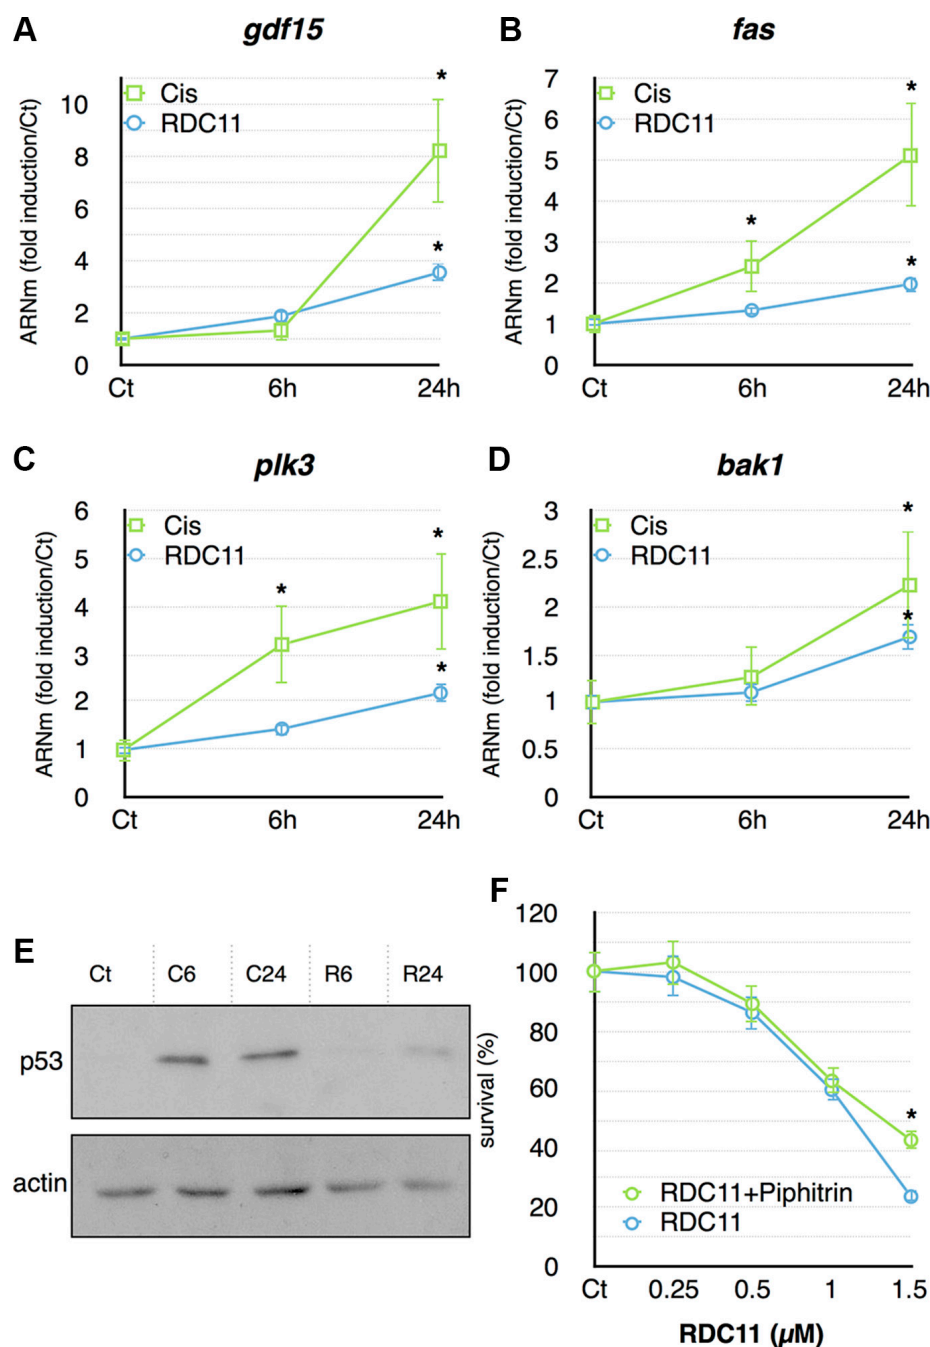 A
gdf15
ARNm (fold induction/Ct)
Cis
RDC11
10
8
6
4
2
0
*
*
Ct
6h
24h
B
fas
ARNm (fold induction/Ct)
Cis
RDC11
7
6
5
4
3
2
1
0
*
*
*
Ct
6h
24h
C
plk3
ARNm (fold induction/Ct)
Cis
RDC11
6
5
4
3
2
1
0
*
*
*
Ct
6h
24h
D
bak1
ARNm (fold induction/Ct)
Cis
RDC11
3
2.5
2
1.5
1
0.5
0
*
*
Ct
6h
24h
E
Ct
C6
C24
R6
R24
p53
actin
F
survival (%)
120
100
80
60
40
20
0
*
RDC11+Piphitrin
RDC11
Ct
0.25
0.5
1
1.5
RDC11 (µM)